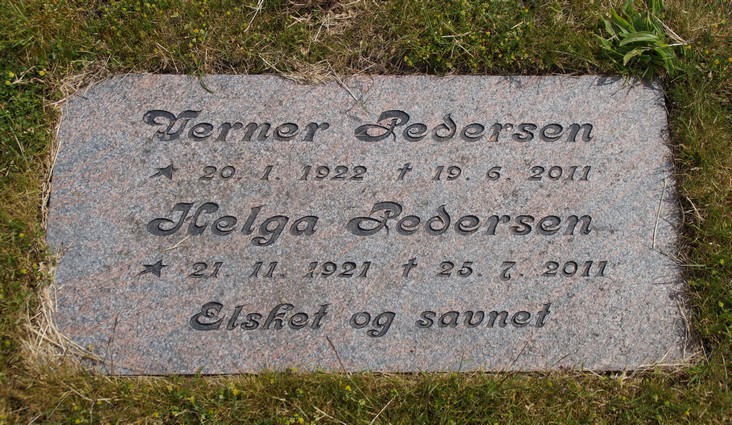 Verner Pedersen
★ 20. 1. 1922 † 19. 6. 2011
Helga Pedersen
★ 21. 11. 1921 † 25. 7. 2011
Elsket og savnet